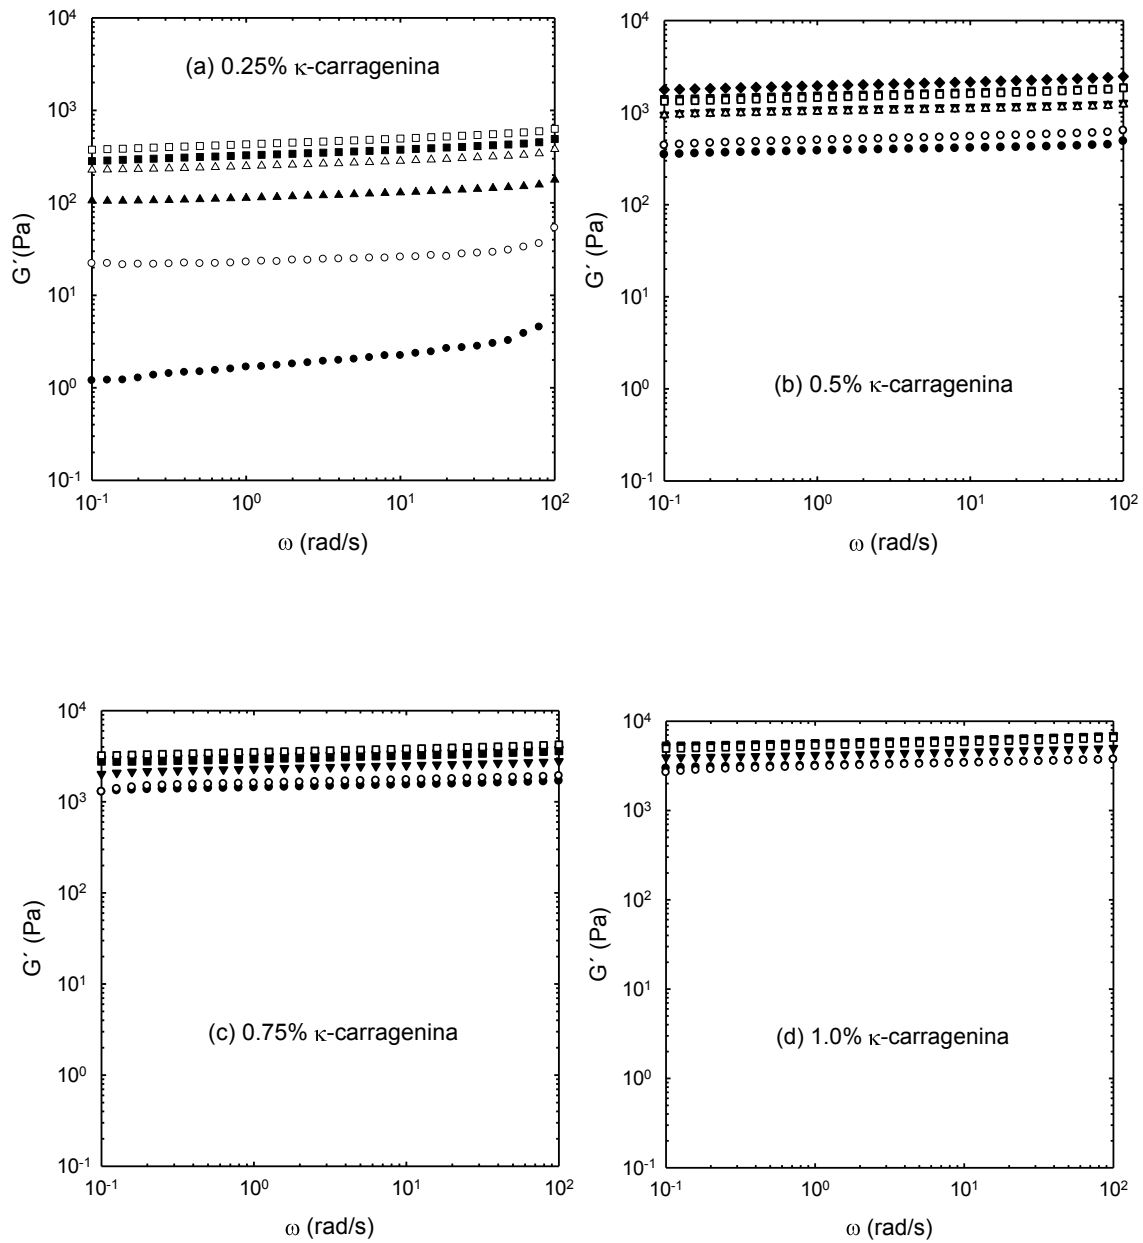 (a) 0.25% κ-carragenina
10⁴
10³
10²
10¹
10⁰
10⁻¹
G´(Pa)
10⁻¹ 10⁰ 10¹ 10²
ω (rad/s)
(b) 0.5% κ-carragenina
10⁴
10³
10²
10¹
10⁰
10⁻¹
G´ (Pa)
10⁻¹ 10⁰ 10¹ 10²
ω (rad/s)
(c) 0.75% κ-carragenina
10⁴
10³
10²
10¹
10⁰
10⁻¹
G´ (Pa)
10⁻¹ 10⁰ 10¹ 10²
ω (rad/s)
(d) 1.0% κ-carragenina
10⁴
10³
10²
10¹
10⁰
10⁻¹
G´ (Pa)
10⁻¹ 10⁰ 10¹ 10²
ω (rad/s)